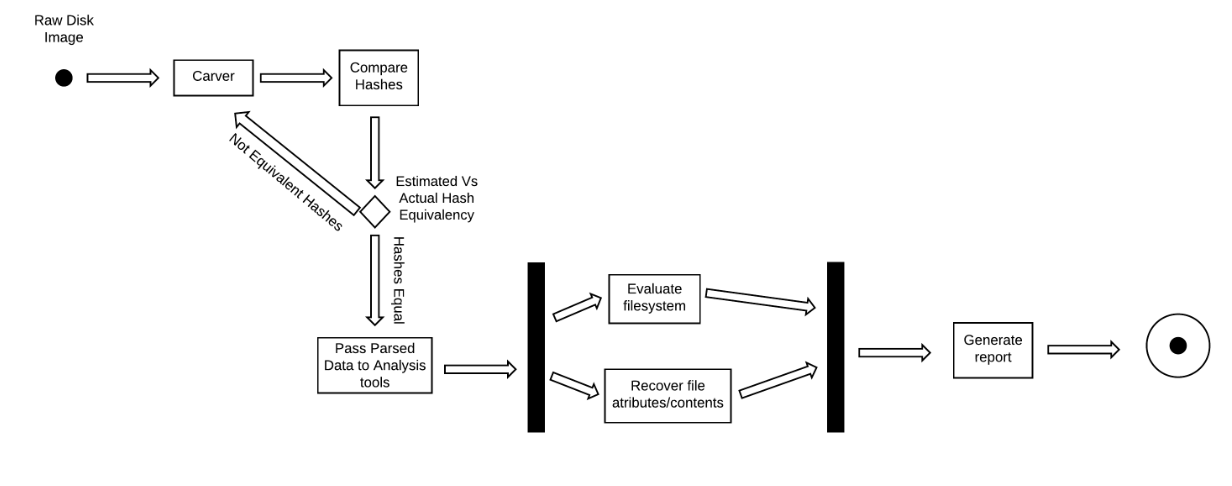 Raw Disk
Image
Carver
Compare
Hashes
Not Equivalent Hashes
Estimated Vs
Actual Hash
Equivalency
Hashes Equal
Pass Parsed
Data to Analysis
tools
Evaluate
filesystem
Recover file
atributes/contents
Generate
report